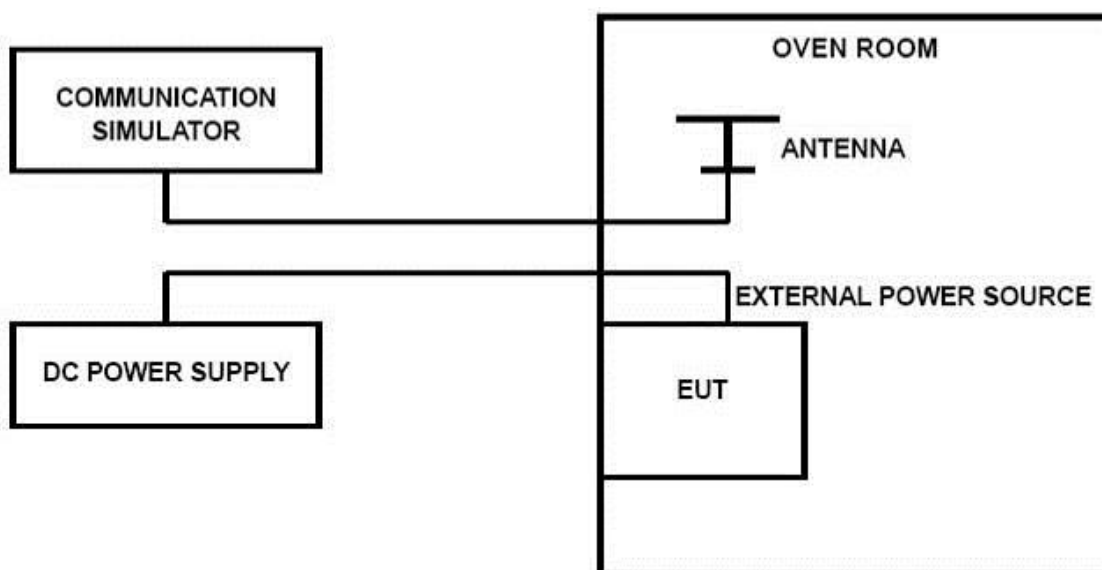 OVEN ROOM
COMMUNICATION
SIMULATOR
ANTENNA
EXTERNAL POWER SOURCE
DC POWER SUPPLY
EUT